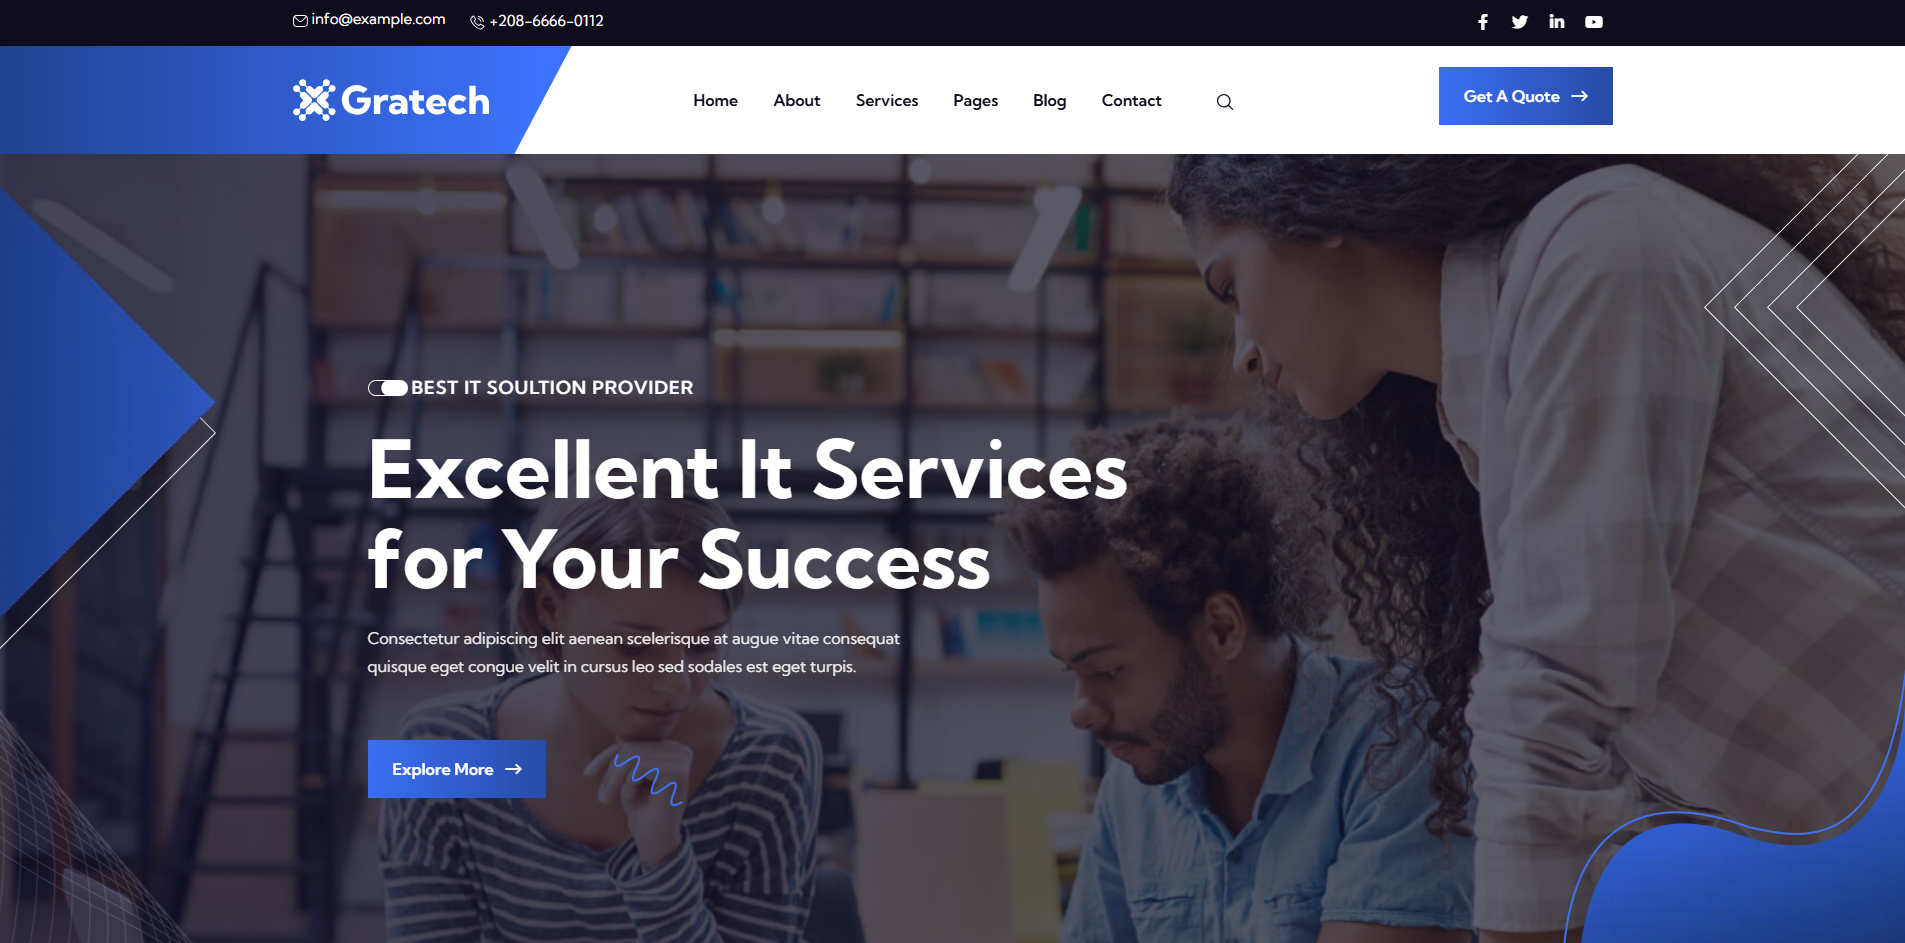 info@example.com +208-6666-0112
Gratech
Home About Services Pages Blog Contact
Get A Quote
BEST IT SOULTION PROVIDER
Excellent It Services
for Your Success
Consectetur adipiscing elit aenean scelerisque at augue vitae consequat
quisque eget congue velit in cursus leo sed sodales est eget turpis.
Explore More